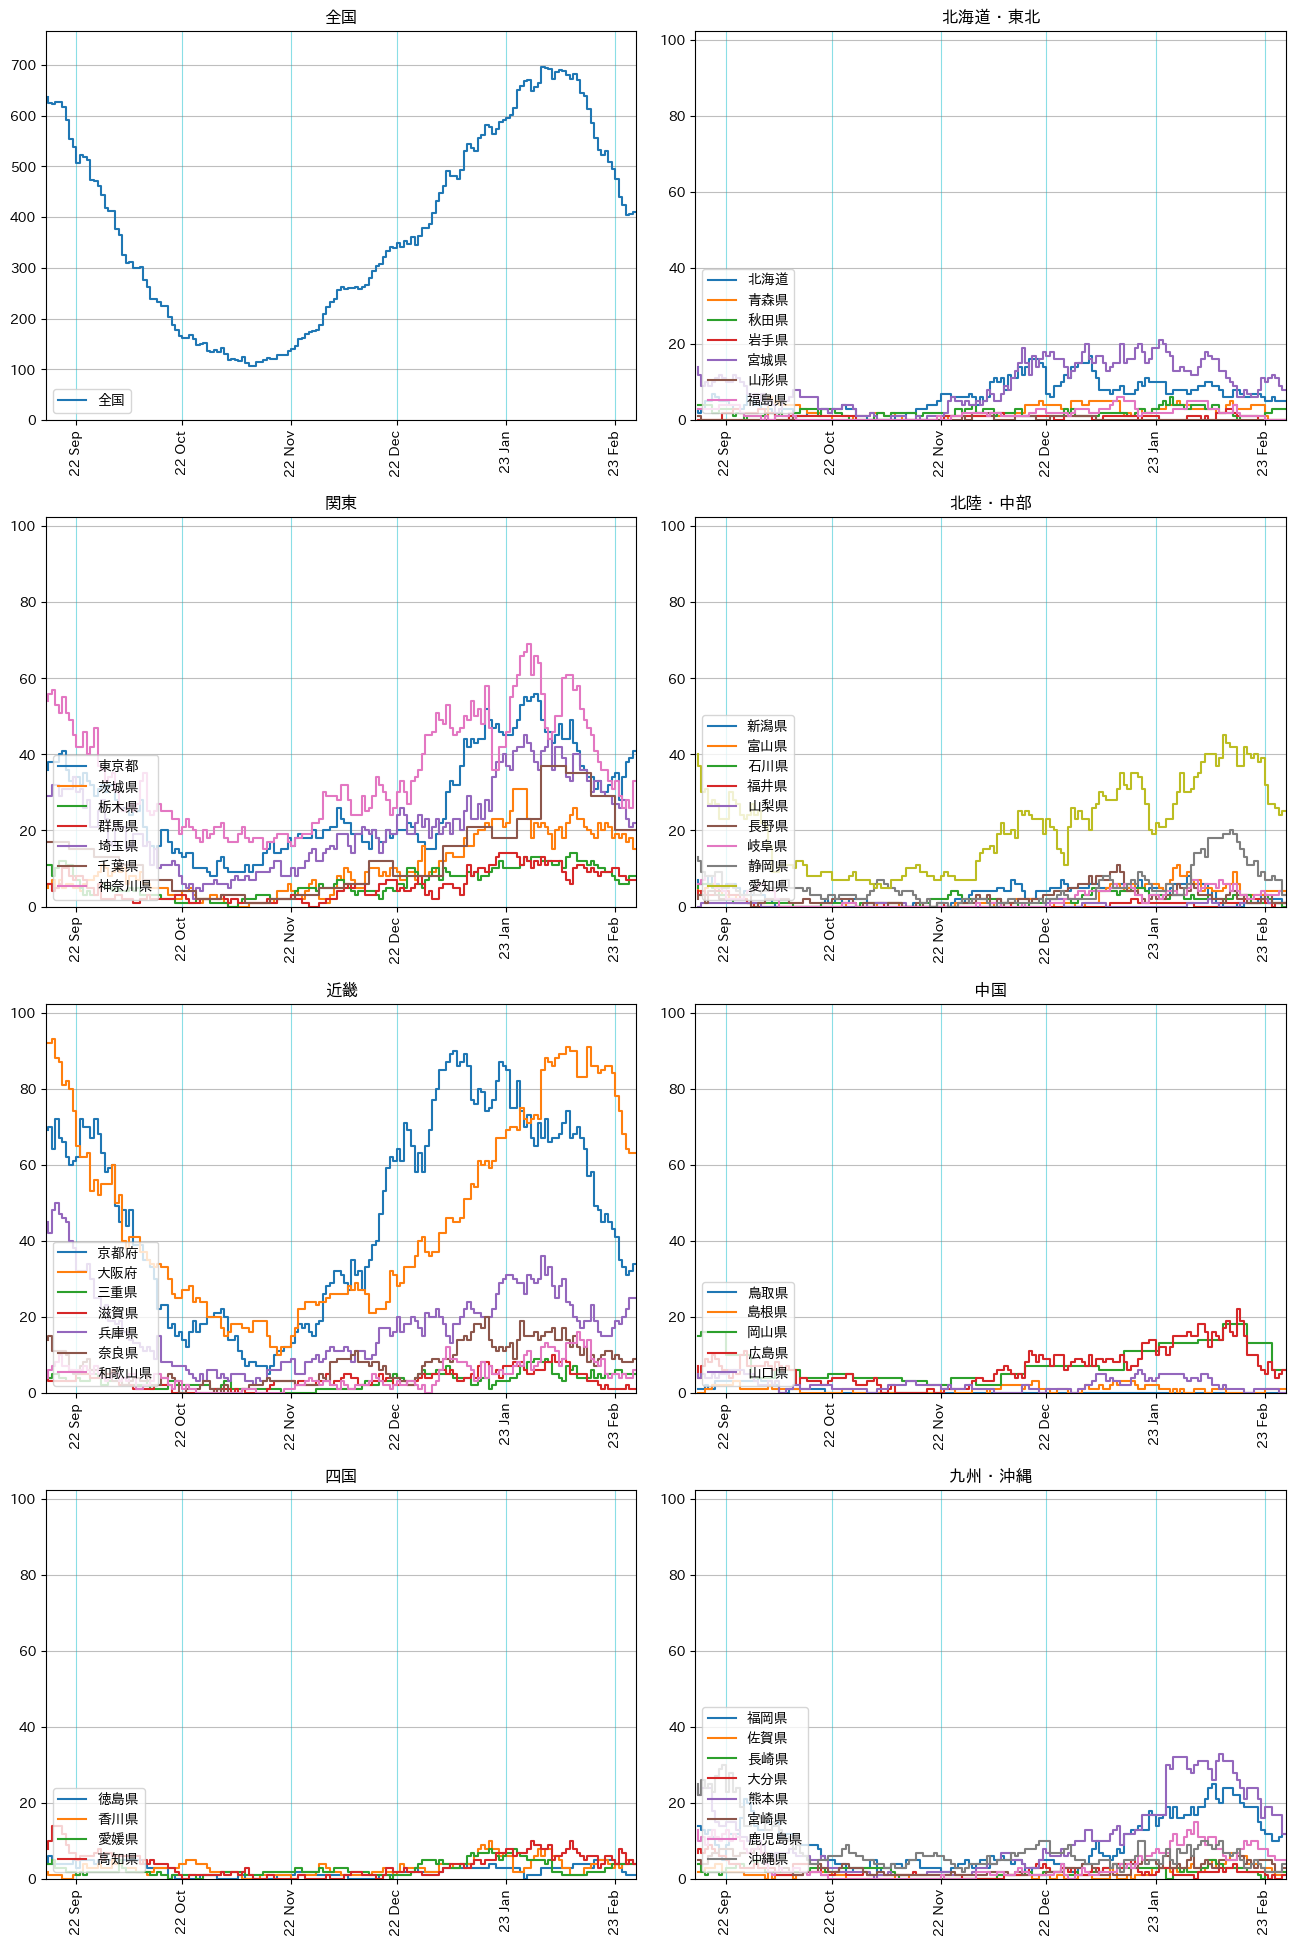 全国
700
600
500
400
300
200
100
0
全国
22 Sep
22 Oct
22 Nov
22 Dec
23 Jan
23 Feb
北海道・東北
100
80
60
40
20
0
北海道
青森県
秋田県
岩手県
宮城県
山形県
福島県
22 Sep
22 Oct
22 Nov
22 Dec
23 Jan
23 Feb
関東
100
80
60
40
20
0
東京都
茨城県
栃木県
群馬県
埼玉県
千葉県
神奈川県
22 Sep
22 Oct
22 Nov
22 Dec
23 Jan
23 Feb
北陸・中部
100
80
60
40
20
0
新潟県
富山県
石川県
福井県
山梨県
長野県
岐阜県
静岡県
愛知県
22 Sep
22 Oct
22 Nov
22 Dec
23 Jan
23 Feb
近畿
100
80
60
40
20
0
京都府
大阪府
三重県
滋賀県
兵庫県
奈良県
和歌山県
22 Sep
22 Oct
22 Nov
22 Dec
23 Jan
23 Feb
中国
100
80
60
40
20
0
鳥取県
島根県
岡山県
広島県
山口県
22 Sep
22 Oct
22 Nov
22 Dec
23 Jan
23 Feb
四国
100
80
60
40
20
0
徳島県
香川県
愛媛県
高知県
22 Sep
22 Oct
22 Nov
22 Dec
23 Jan
23 Feb
九州・沖縄
100
80
60
40
20
0
福岡県
佐賀県
長崎県
大分県
熊本県
宮崎県
鹿児島県
沖縄県
22 Sep
22 Oct
22 Nov
22 Dec
23 Jan
23 Feb